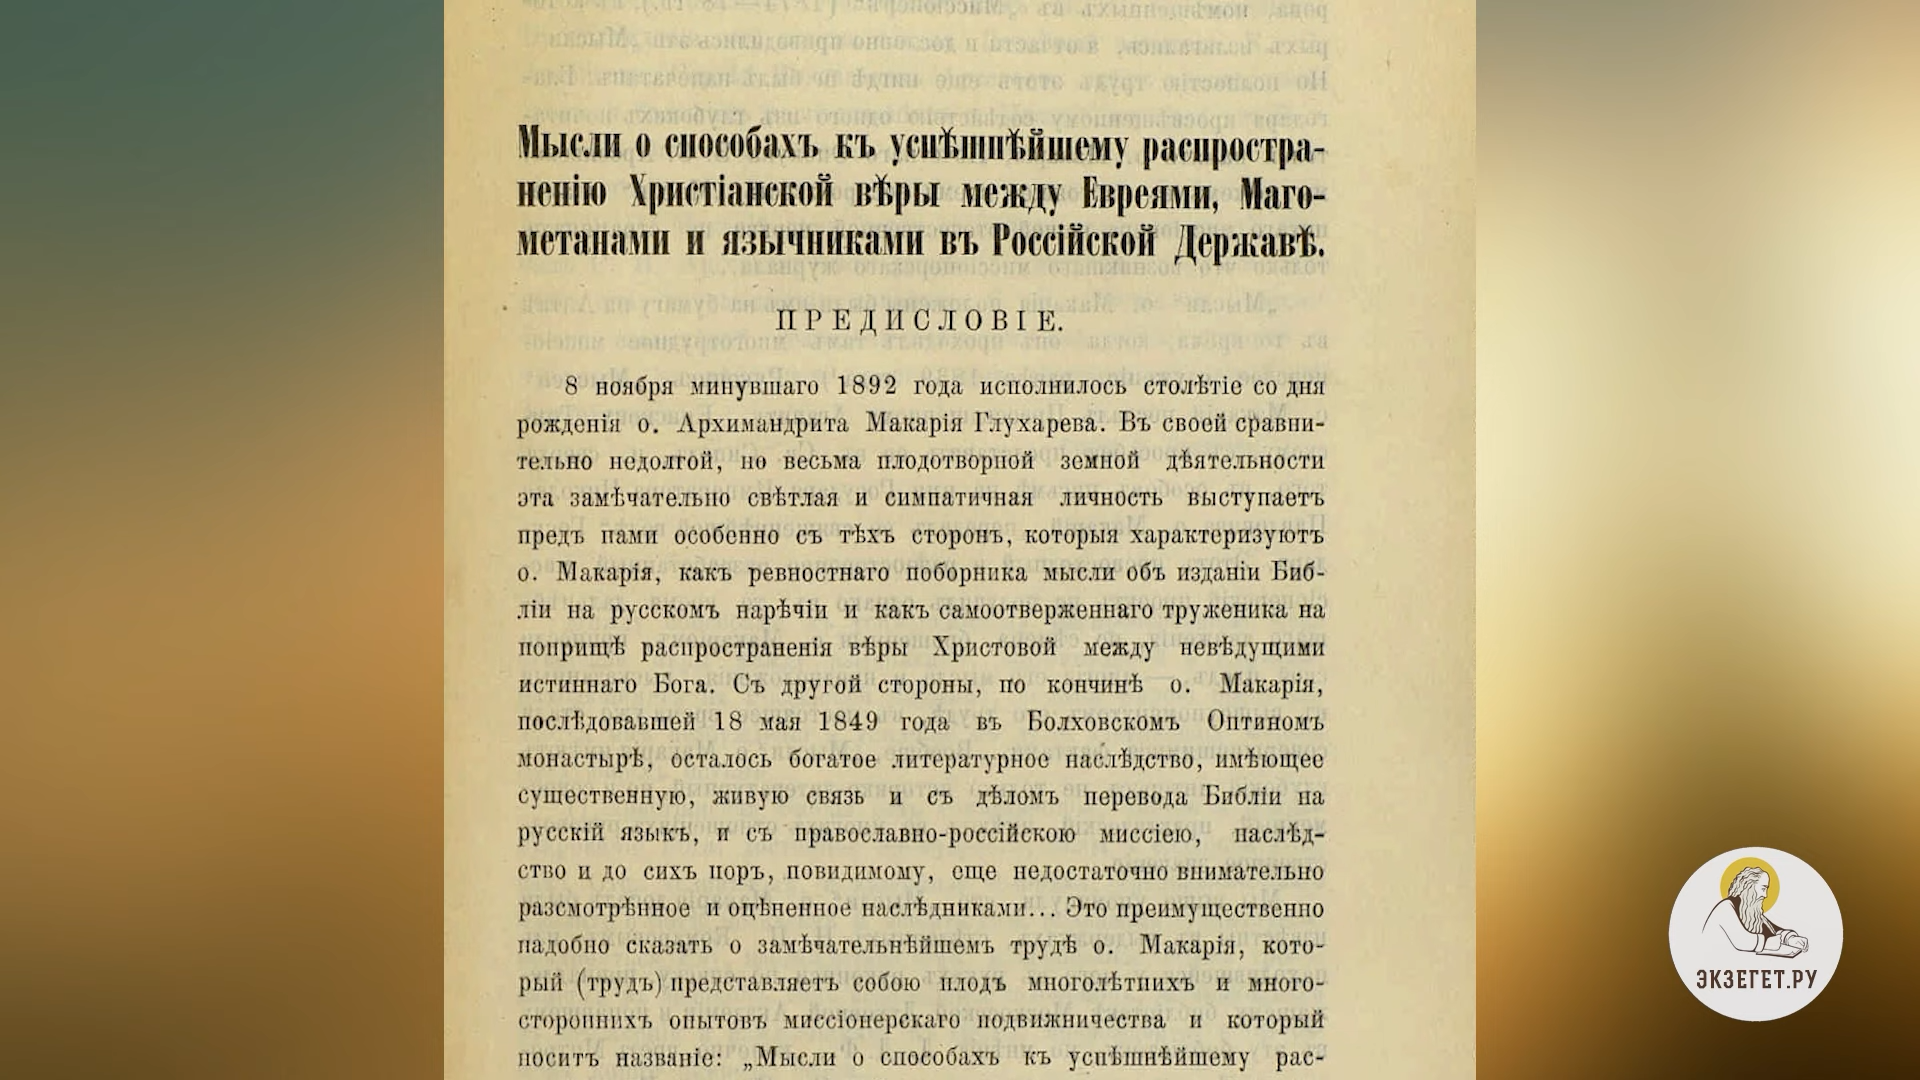 Мысли о способахъ къ успѣшнѣйшему распростра-
ненію Христіанской вѣры между Евреями, Маго-
метанами и язычниками въ Россійской Державѣ.
ПРЕДИСЛОВІЕ.
8 ноября минувшаго 1892 года исполнилось столѣтіе со дня
рожденія о. Архимандрита Макарія Глухарева. Въ своей сравни-
тельно недолгой, но весьма плодотворной земной дѣятельности
эта замѣчательно свѣтлая и симпатичная личность выступаетъ
предъ нами особенно съ тѣхъ сторонъ, которыя характеризуютъ
о. Макарія, какъ ревностнаго поборника мысли объ изданіи Биб-
ліи на русскомъ нарѣчіи и какъ самоотверженнаго труженика на
поприщѣ распространенія вѣры Христовой между невѣдущими
истиннаго Бога. Съ другой стороны, по кончинѣ о. Макарія,
послѣдовавшей 18 мая 1849 года въ Болховскомъ Оптиномъ
монастырѣ, осталось богатое литературное наслѣдство, имѣющее
существенную, живую связь и съ дѣломъ перевода Библіи на
русскій языкъ, и съ православно-россійскою миссіею, наслѣд-
ство и до сихъ поръ, повидимому, еще недостаточно внимательно
разсмотрѣнное и оцѣненное наслѣдниками... Это преимущественно
надобно сказать о замѣчательнѣйшемъ трудѣ о. Макарія, кото-
рый (трудъ) представляетъ собою плодъ многолѣтнихъ и много-
стороннихъ опытовъ миссіонерскаго подвижничества и который
носитъ названіе: „Мысли о способахъ къ успѣшнѣйшему рас-
ЭКЗЕГЕТ.РУ